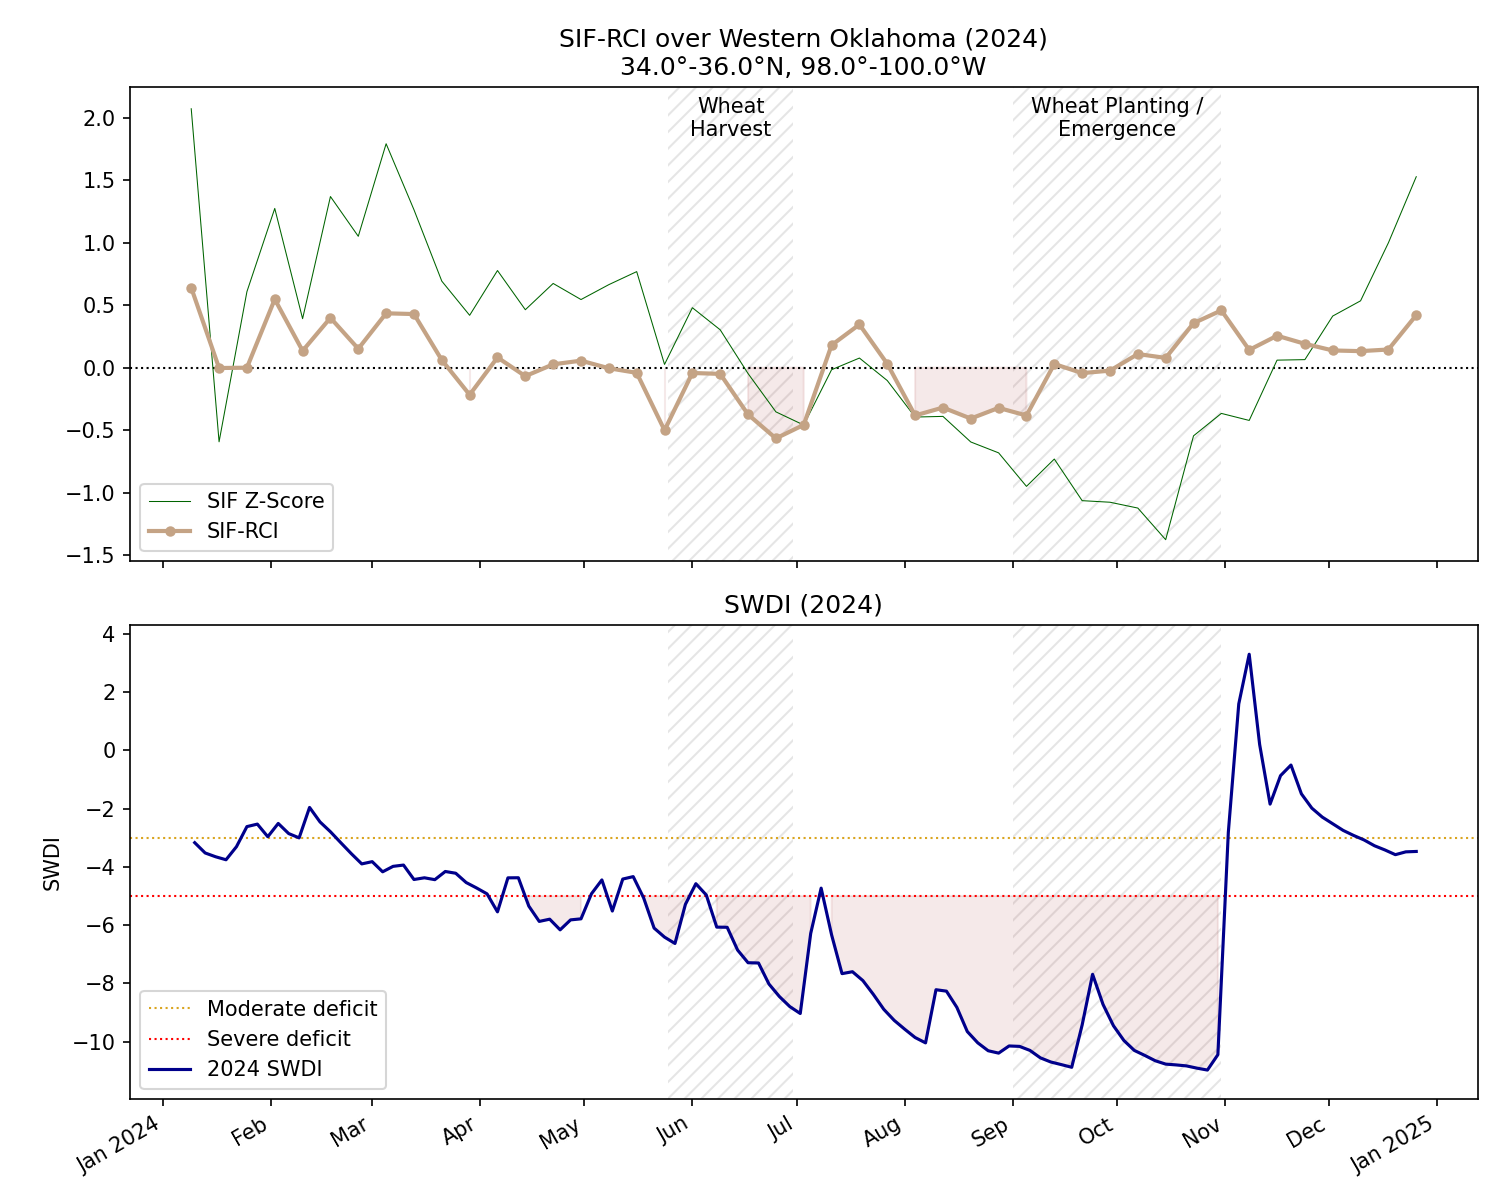 SIF-RCI over Western Oklahoma (2024)
34.0°-36.0°N, 98.0°-100.0°W
Wheat
Harvest
Wheat Planting /
Emergence
2.0
1.5
1.0
0.5
0.0
−0.5
−1.0
−1.5
SIF Z-Score
SIF-RCI
SWDI (2024)
4
2
0
−2
−4
−6
−8
−10
SWDI
Moderate deficit
Severe deficit
2024 SWDI
Jan 2024
Feb
Mar
Apr
May
Jun
Jul
Aug
Sep
Oct
Nov
Dec
Jan 2025